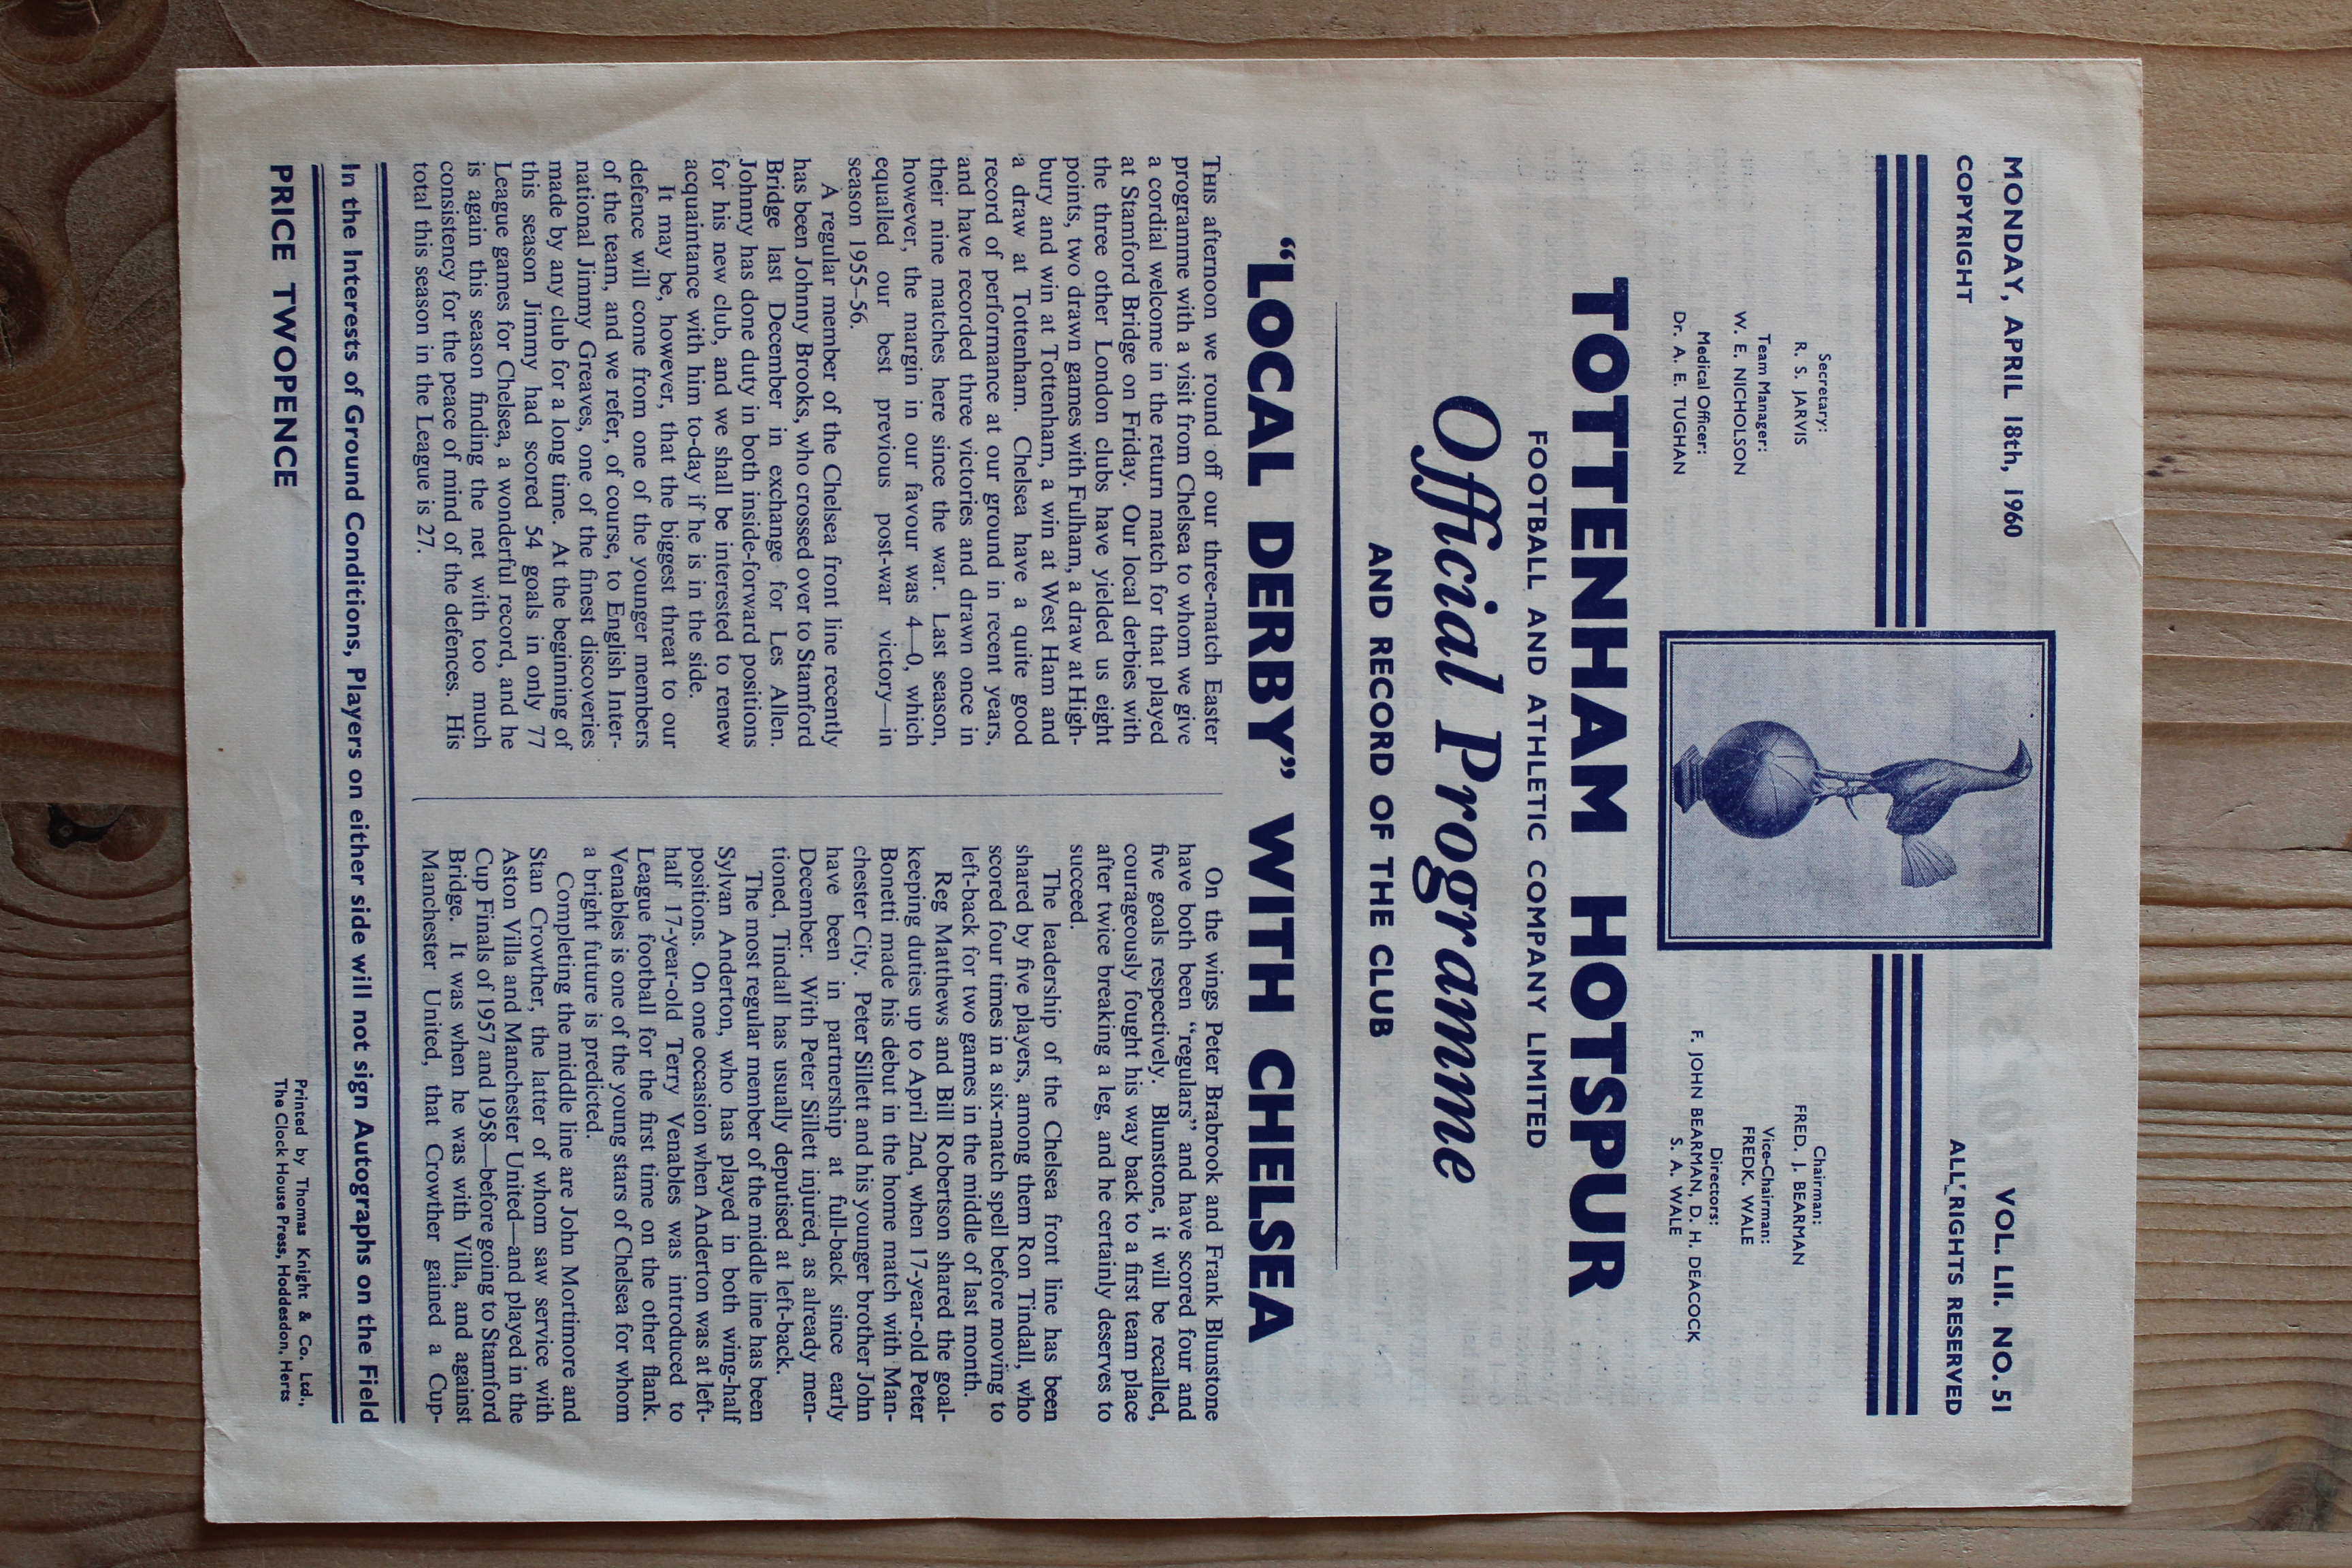 MONDAY, APRIL 18th, 1960
VOL. LII. NO. 51
COPYRIGHT
ALL RIGHTS RESERVED
Secretary:
R. S. JARVIS
Team Manager:
W. E. NICHOLSON
Medical Officer:
Dr. A. E. TUGHAN
Chairman:
FRED. J. BEARMAN
Vice-Chairman:
FREDK. WALE
Directors:
F. JOHN BEARMAN, D. H. DEACOCK
S. A. WALE
TOTTENHAM HOTSPUR
FOOTBALL AND ATHLETIC COMPANY LIMITED
Official Programme
AND RECORD OF THE CLUB
“LOCAL DERBY” WITH CHELSEA
THIS afternoon we round off our three-match Easter
programme with a visit from Chelsea to whom we give
a cordial welcome in the return match for that played
at Stamford Bridge on Friday. Our local derbies with
the three other London clubs have yielded us eight
points, two drawn games with Fulham, a draw at High-
bury and win at Tottenham, a win at West Ham and
a draw at Tottenham. Chelsea have a quite good
record of performance at our ground in recent years,
and have recorded three victories and drawn once in
their nine matches here since the war. Last season,
however, the margin in our favour was 4—0, which
equalled our best previous post-war victory—in
season 1955–56.
A regular member of the Chelsea front line recently
has been Johnny Brooks, who crossed over to Stamford
Bridge last December in exchange for Les Allen.
Johnny has done duty in both inside-forward positions
for his new club, and we shall be interested to renew
acquaintance with him to-day if he is in the side.
It may be, however, that the biggest threat to our
defence will come from one of the younger members
of the team, and we refer, of course, to English Inter-
national Jimmy Greaves, one of the finest discoveries
made by any club for a long time. At the beginning of
this season Jimmy had scored 54 goals in only 77
League games for Chelsea, a wonderful record, and he
is again this season finding the net with too much
consistency for the peace of mind of the defences. His
total this season in the League is 27.
On the wings Peter Brabrook and Frank Blunstone
have both been “regulars” and have scored four and
five goals respectively. Blunstone, it will be recalled,
courageously fought his way back to a first team place
after twice breaking a leg, and he certainly deserves to
succeed.
The leadership of the Chelsea front line has been
shared by five players, among them Ron Tindall, who
scored four times in a six-match spell before moving to
left-back for two games in the middle of last month.
Reg Matthews and Bill Robertson shared the goal-
keeping duties up to April 2nd, when 17-year-old Peter
Bonetti made his debut in the home match with Man-
chester City. Peter Sillett and his younger brother John
have been in partnership at full-back since early
December. With Peter Sillett injured, as already men-
tioned, Tindall has usually deputised at left-back.
The most regular member of the middle line has been
Sylvan Anderton, who has played in both wing-half
positions. On one occasion when Anderton was at left-
half 17-year-old Terry Venables was introduced to
League football for the first time on the other flank.
Venables is one of the young stars of Chelsea for whom
a bright future is predicted.
Completing the middle line are John Mortimore and
Stan Crowther, the latter of whom saw service with
Aston Villa and Manchester United—and played in the
Cup Finals of 1957 and 1958—before going to Stamford
Bridge. It was when he was with Villa, and against
Manchester United, that Crowther gained a Cup-
In the Interests of Ground Conditions, Players on either side will not sign Autographs on the Field
PRICE TWOPENCE
Printed by Thomas Knight & Co. Ltd.,
The Clock House Press, Hoddesdon, Herts